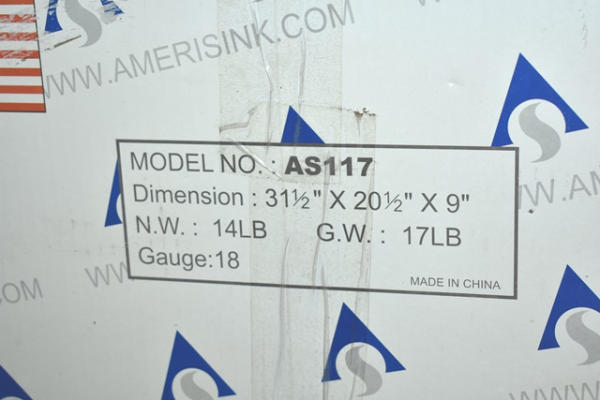 WWW.AMERISINK.COM
MODEL NO. : AS117
Dimension : 31½" X 20½" X 9"
N.W. : 14LB G.W. : 17LB
Gauge:18
MADE IN CHINA